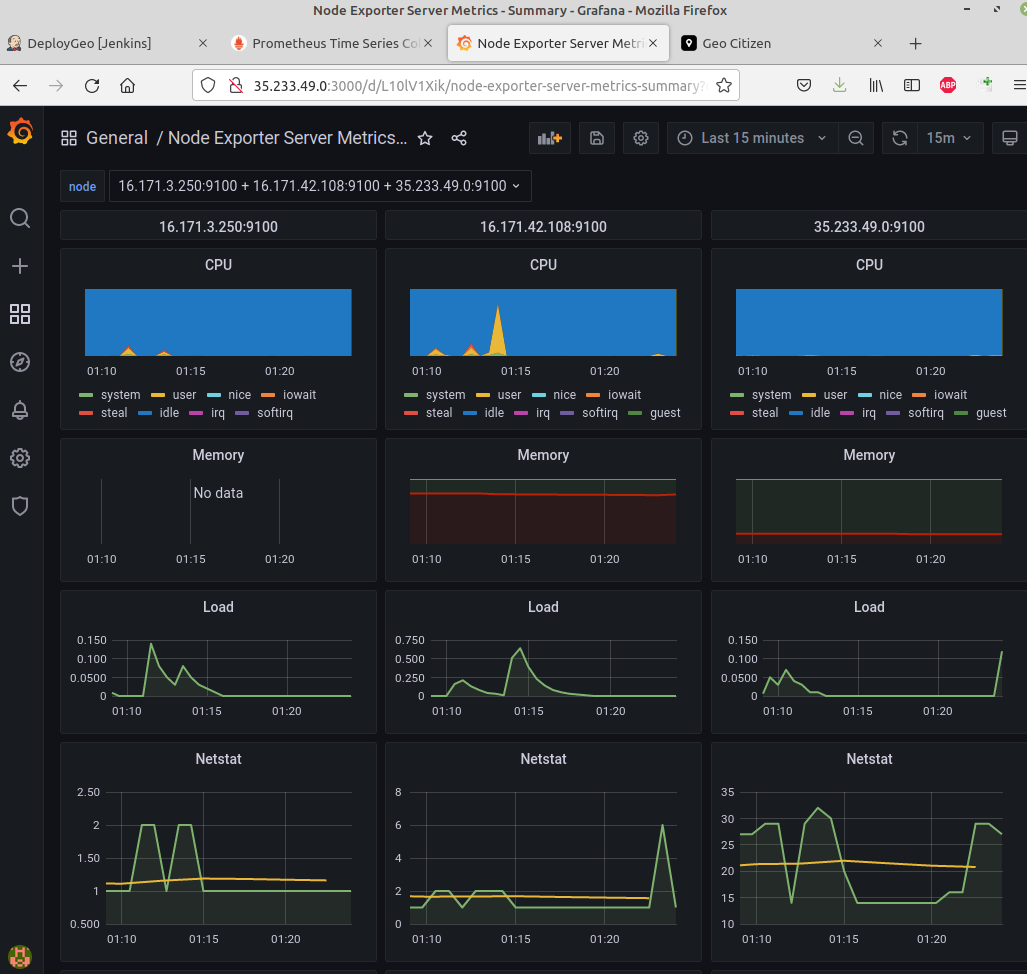 Node Exporter Server Metrics - Summary - Grafana - Mozilla Firefox
DeployGeo [Jenkins]
Prometheus Time Series Co
Node Exporter Server Metri
Geo Citizen
35.233.49.0:3000/d/L10lV1Xik/node-exporter-server-metrics-summary?
ABP
General / Node Exporter Server Metrics...
Last 15 minutes
15m
node
16.171.3.250:9100 + 16.171.42.108:9100 + 35.233.49.0:9100
16.171.3.250:9100
16.171.42.108:9100
35.233.49.0:9100
CPU
01:10 01:15 01:20
system user nice iowait
steal idle irq softirq
CPU
01:10 01:15 01:20
system user nice iowait
steal idle irq softirq guest
CPU
01:10 01:15 01:20
system user nice iowait
steal idle irq softirq guest
Memory
No data
01:10 01:15 01:20
Memory
01:10 01:15 01:20
Memory
01:10 01:15 01:20
Load
0.150
0.100
0.0500
0
01:10 01:15 01:20
Load
0.750
0.500
0.250
0
01:10 01:15 01:20
Load
0.150
0.100
0.0500
0
01:10 01:15 01:20
Netstat
2.50
2
1.50
1
0.500
01:10 01:15 01:20
Netstat
8
6
4
2
0
01:10 01:15 01:20
Netstat
35
30
25
20
15
10
01:10 01:15 01:20